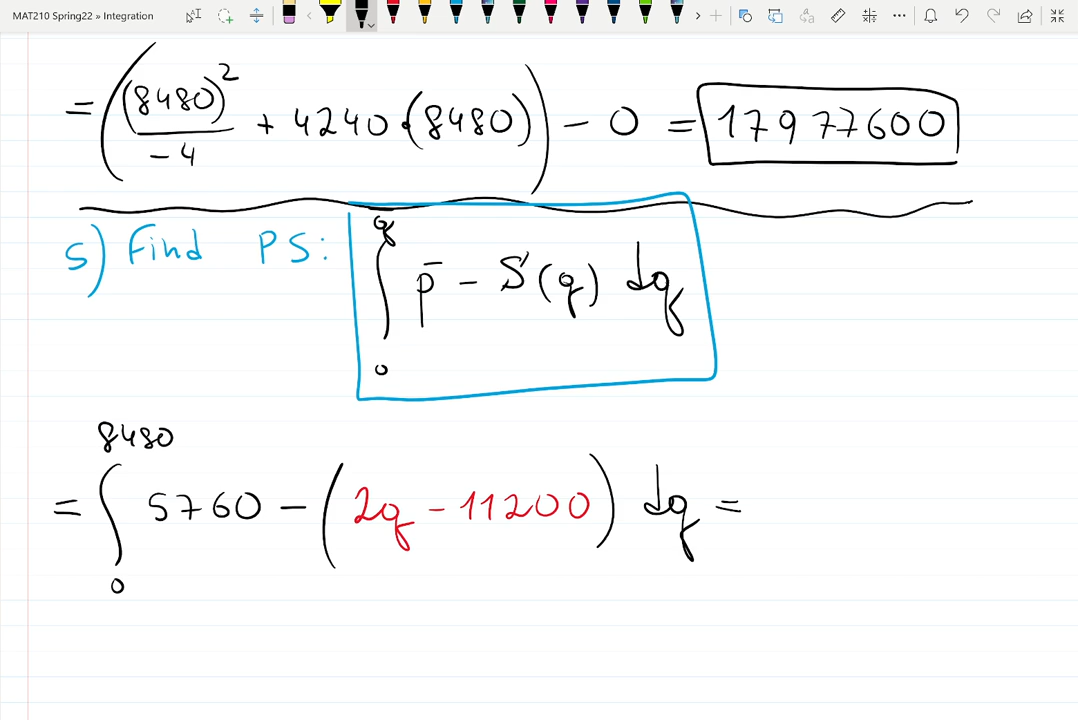 MAT210 Spring22 » Integration
= ((8480)²/-4 + 4240·(8480)) - 0 = 17977600
5) Find PS: ∫₀^q̄ p̄ - S(q) dq
= ∫₀^8480 5760 - (2q - 11200) dq =